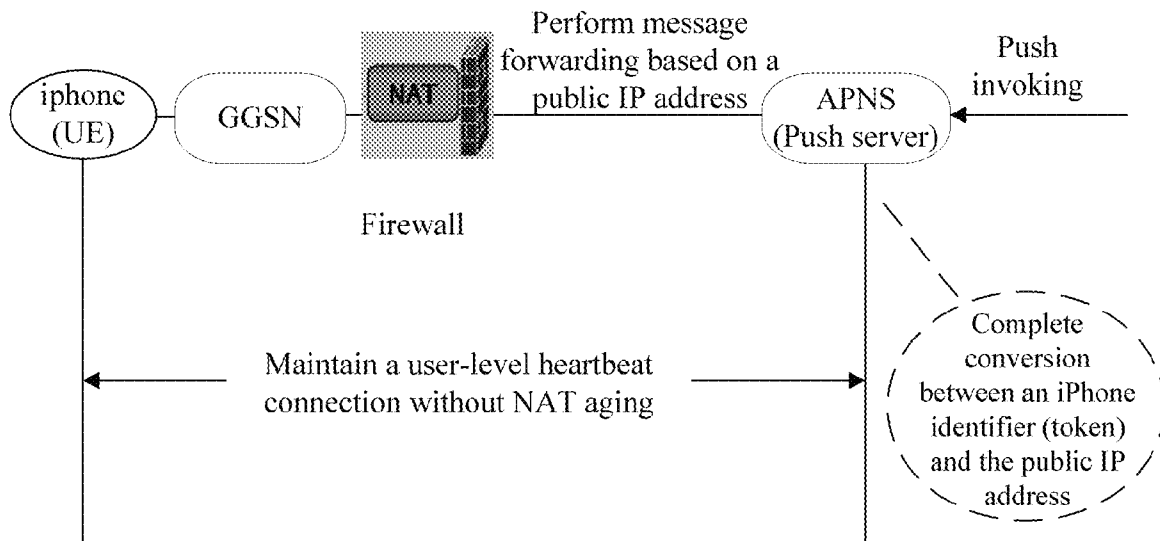 iphone
(UE)
GGSN
NAT
Firewall
Perform message
forwarding based on a
public IP address
APNS
(Push server)
Push
invoking
Maintain a user-level heartbeat
connection without NAT aging
Complete
conversion
between an iPhone
identifier (token)
and the public IP
address